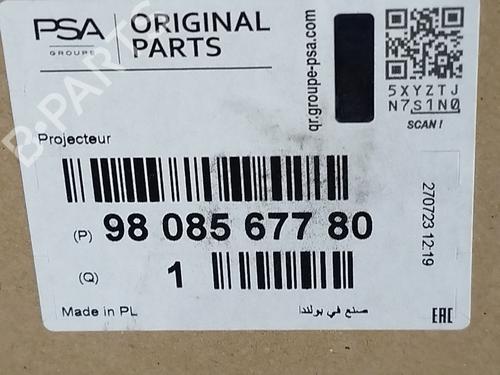 PSA
GROUPE
ORIGINAL
PARTS
qr.groupe-psa.com
5XYZTJ
N7S1N0
SCAN!
Projecteur
(P) 98 085 677 80
(Q) 1
270723 12:19
Made in PL
صنع في بولندا
EAC
B-PARTS